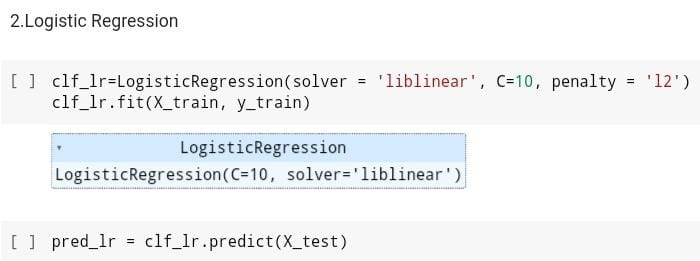 2.Logistic Regression
[ ] clf_lr=LogisticRegression(solver = 'liblinear', C=10, penalty = 'l2')
clf_lr.fit(X_train, y_train)
▾ LogisticRegression
LogisticRegression(C=10, solver='liblinear')
[ ] pred_lr = clf_lr.predict(X_test)